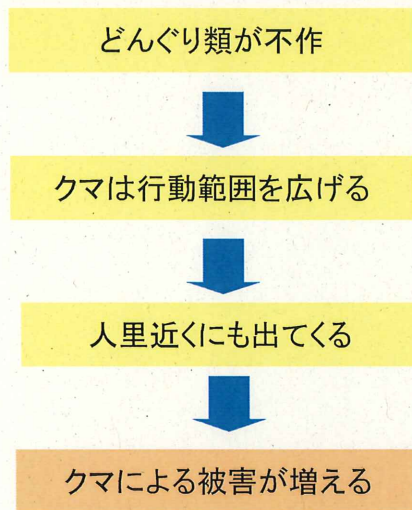 どんぐり類が不作
クマは行動範囲を広げる
人里近くにも出てくる
クマによる被害が増える